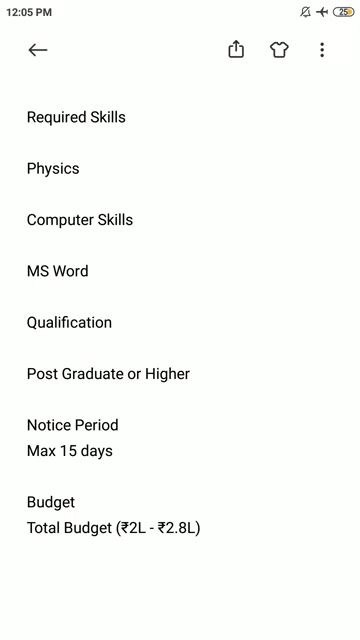 12:05 PM
25
Required Skills
Physics
Computer Skills
MS Word
Qualification
Post Graduate or Higher
Notice Period
Max 15 days
Budget
Total Budget (₹2L - ₹2.8L)